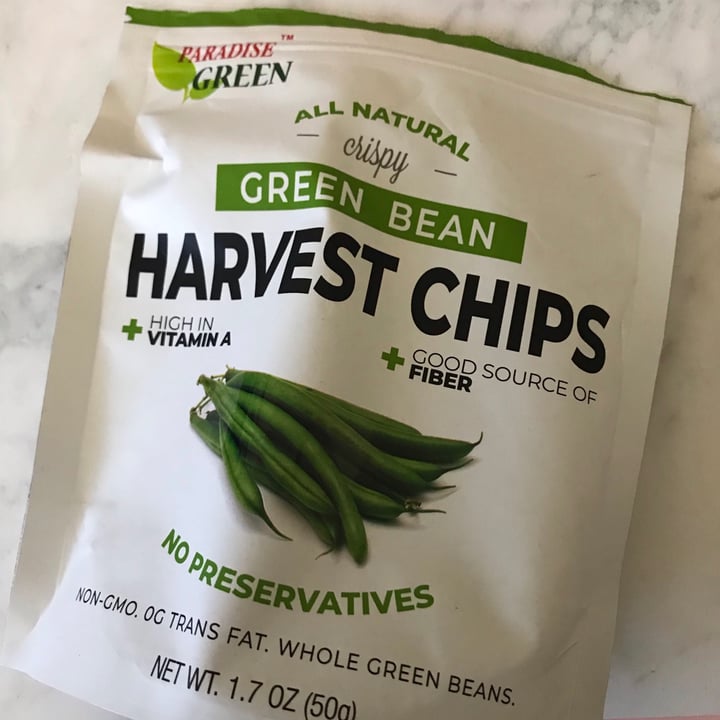 PARADISE™
GREEN
ALL NATURAL
crispy
GREEN BEAN
HARVEST CHIPS
+ HIGH IN
VITAMIN A
+ GOOD SOURCE OF
FIBER
NO PRESERVATIVES
NON-GMO. 0G TRANS FAT. WHOLE GREEN BEANS.
NET WT. 1.7 OZ (50g)